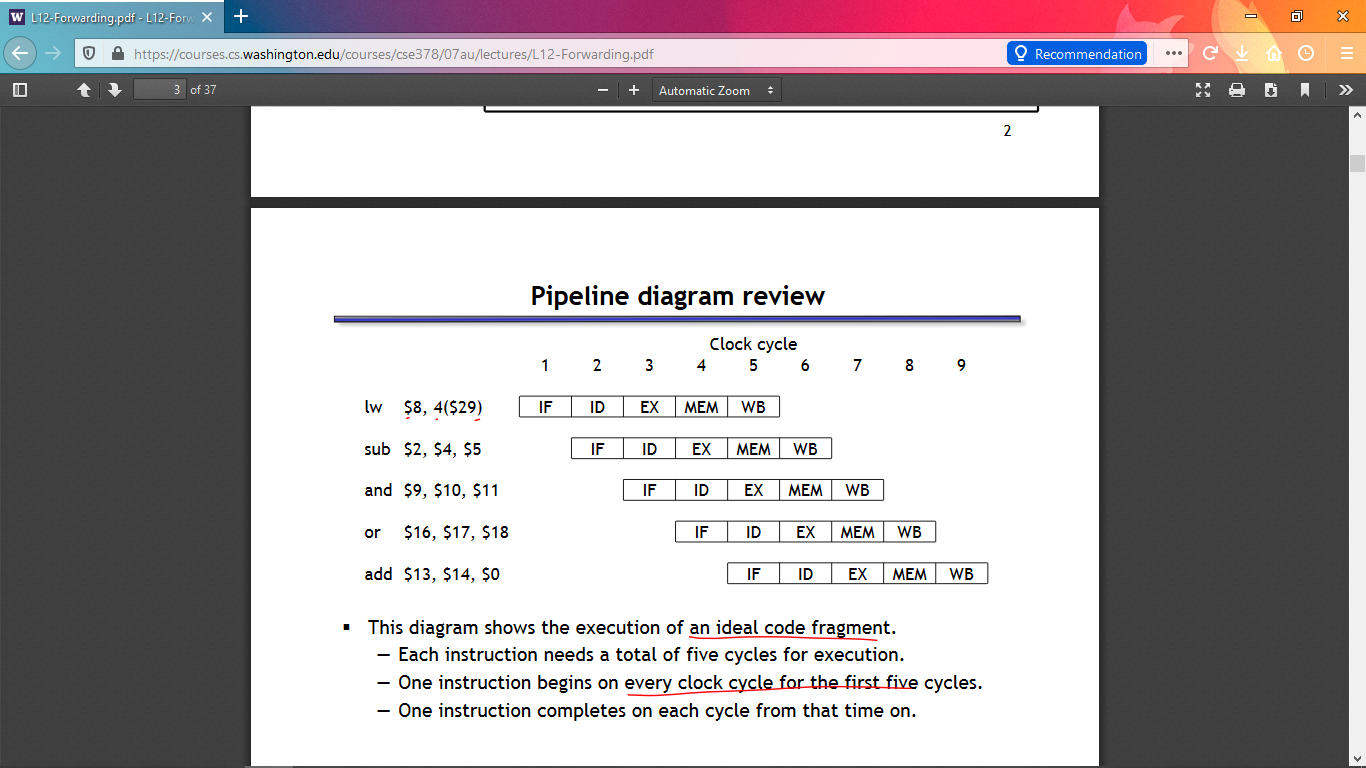 L12-Forwarding.pdf - L12-Forw
https://courses.cs.washington.edu/courses/cse378/07au/lectures/L12-Forwarding.pdf
Recommendation
3 of 37
Automatic Zoom
2
Pipeline diagram review
Clock cycle
1 2 3 4 5 6 7 8 9
lw $8, 4($29) IF ID EX MEM WB
sub $2, $4, $5 IF ID EX MEM WB
and $9, $10, $11 IF ID EX MEM WB
or $16, $17, $18 IF ID EX MEM WB
add $13, $14, $0 IF ID EX MEM WB
▪ This diagram shows the execution of an ideal code fragment.
— Each instruction needs a total of five cycles for execution.
— One instruction begins on every clock cycle for the first five cycles.
— One instruction completes on each cycle from that time on.